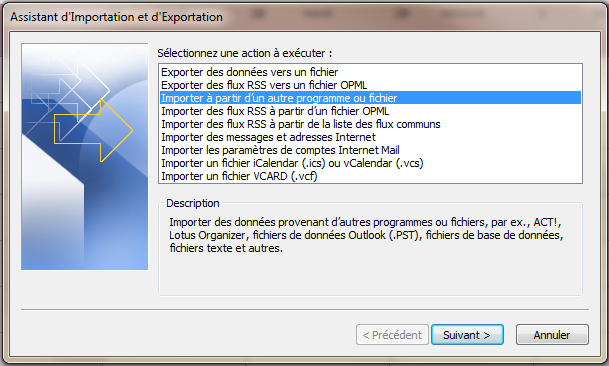 Assistant d'Importation et d'Exportation
Sélectionnez une action à exécuter :
Exporter des données vers un fichier
Exporter des flux RSS vers un fichier OPML
Importer à partir d'un autre programme ou fichier
Importer des flux RSS à partir d'un fichier OPML
Importer des flux RSS à partir de la liste des flux communs
Importer des messages et adresses Internet
Importer les paramètres de comptes Internet Mail
Importer un fichier iCalendar (.ics) ou vCalendar (.vcs)
Importer un fichier VCARD (.vcf)
Description
Importer des données provenant d'autres programmes ou fichiers, par ex., ACT!,
Lotus Organizer, fichiers de données Outlook (.PST), fichiers de base de données,
fichiers texte et autres.
< Précédent
Suivant >
Annuler